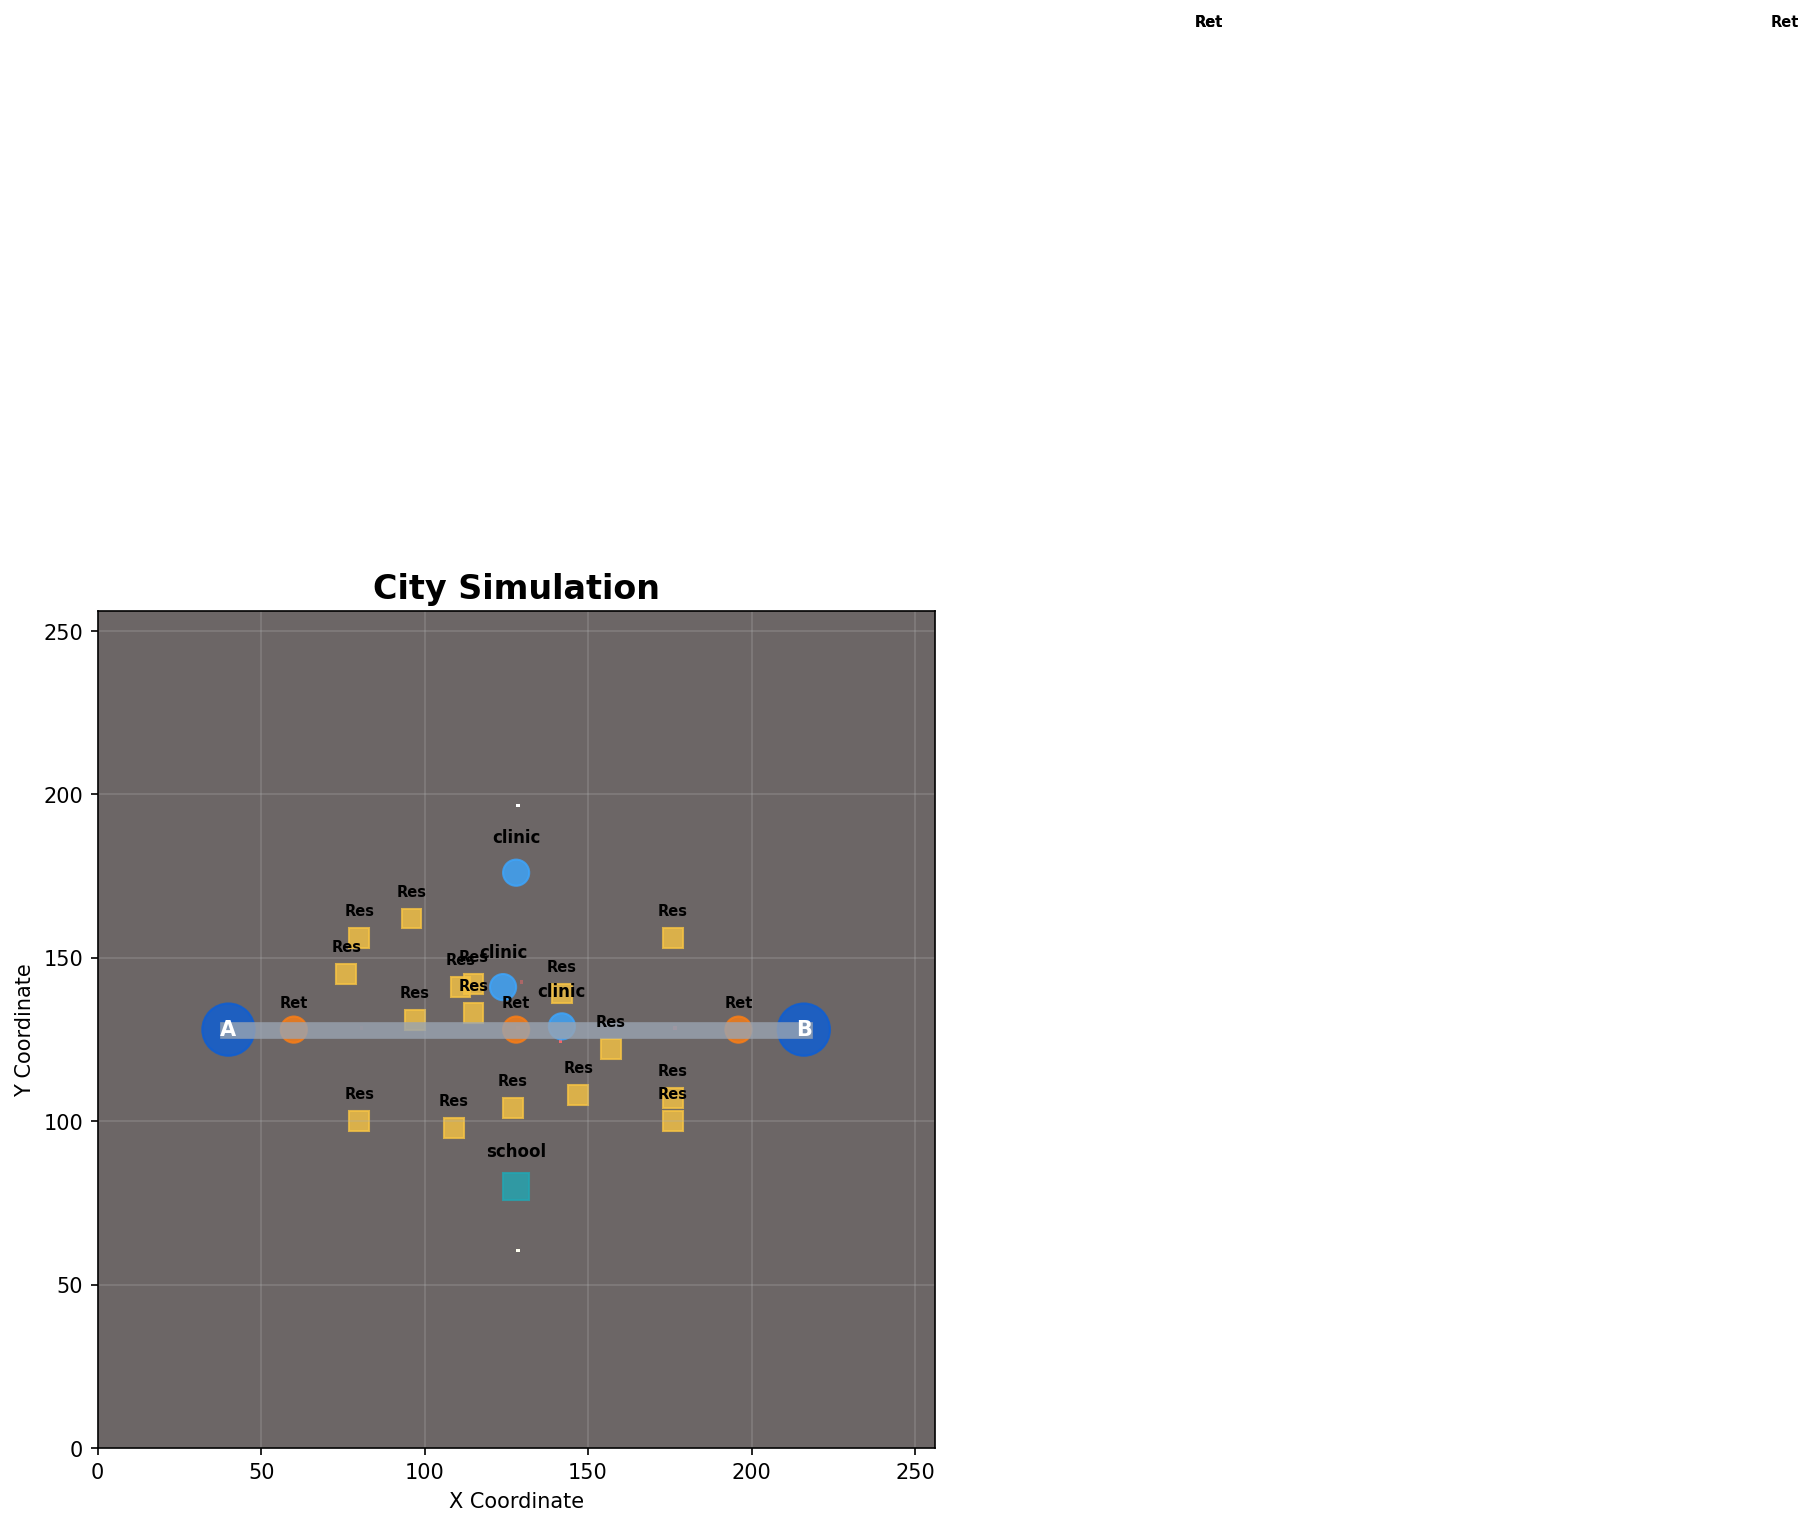 Ret Ret
City Simulation
250
200
clinic
Res
Res Res
Res
clinic
Res Res
150
Res
clinic
Res
Res
Ret Ret Ret
Res
A B
Y Coordinate
Res
Res
Res
Res Res
Res
100
school
50
0
0 50 100 150 200 250
X Coordinate